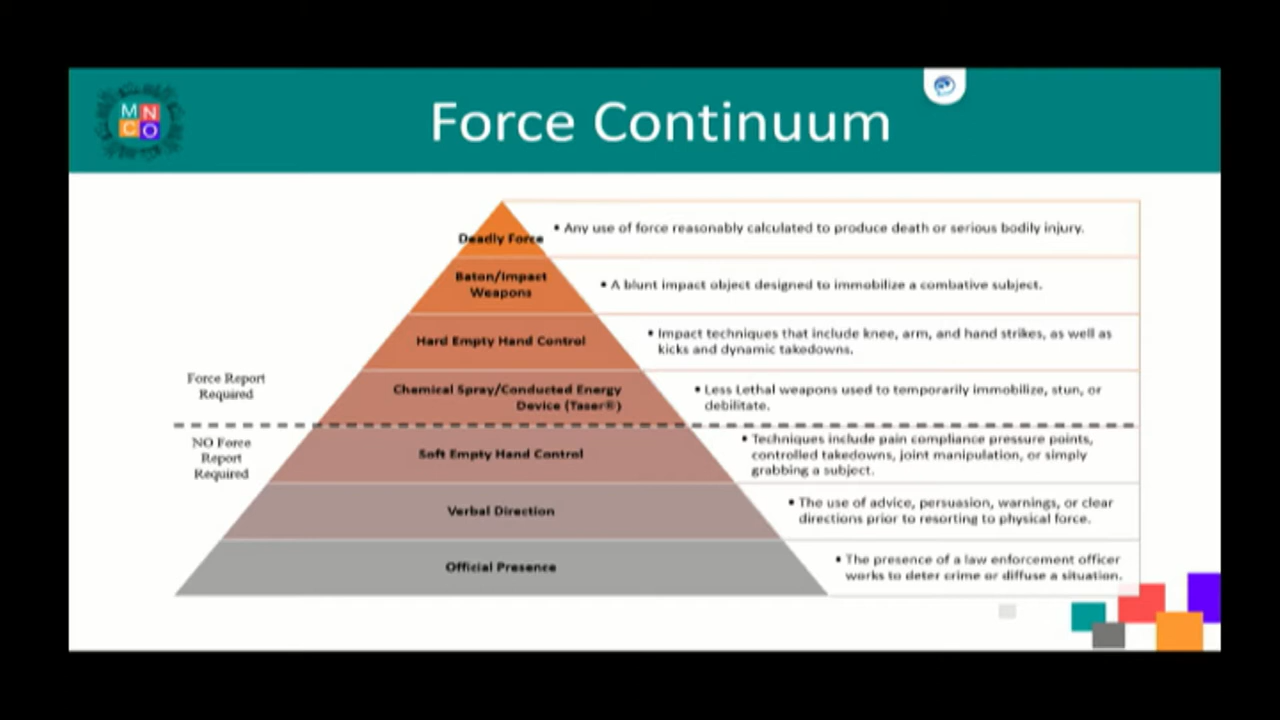 MN
CO
Force Continuum
Deadly Force
• Any use of force reasonably calculated to produce death or serious bodily injury.
Baton/Impact
Weapons
• A blunt impact object designed to immobilize a combative subject.
Hard Empty Hand Control
• Impact techniques that include knee, arm, and hand strikes, as well as
kicks and dynamic takedowns.
Force Report
Required
Chemical Spray/Conducted Energy
Device (Taser®)
• Less Lethal weapons used to temporarily immobilize, stun, or
debilitate.
NO Force
Report
Required
Soft Empty Hand Control
• Techniques include pain compliance pressure points,
controlled takedowns, joint manipulation, or simply
grabbing a subject.
Verbal Direction
• The use of advice, persuasion, warnings, or clear
directions prior to resorting to physical force.
Official Presence
• The presence of a law enforcement officer
works to deter crime or diffuse a situation.